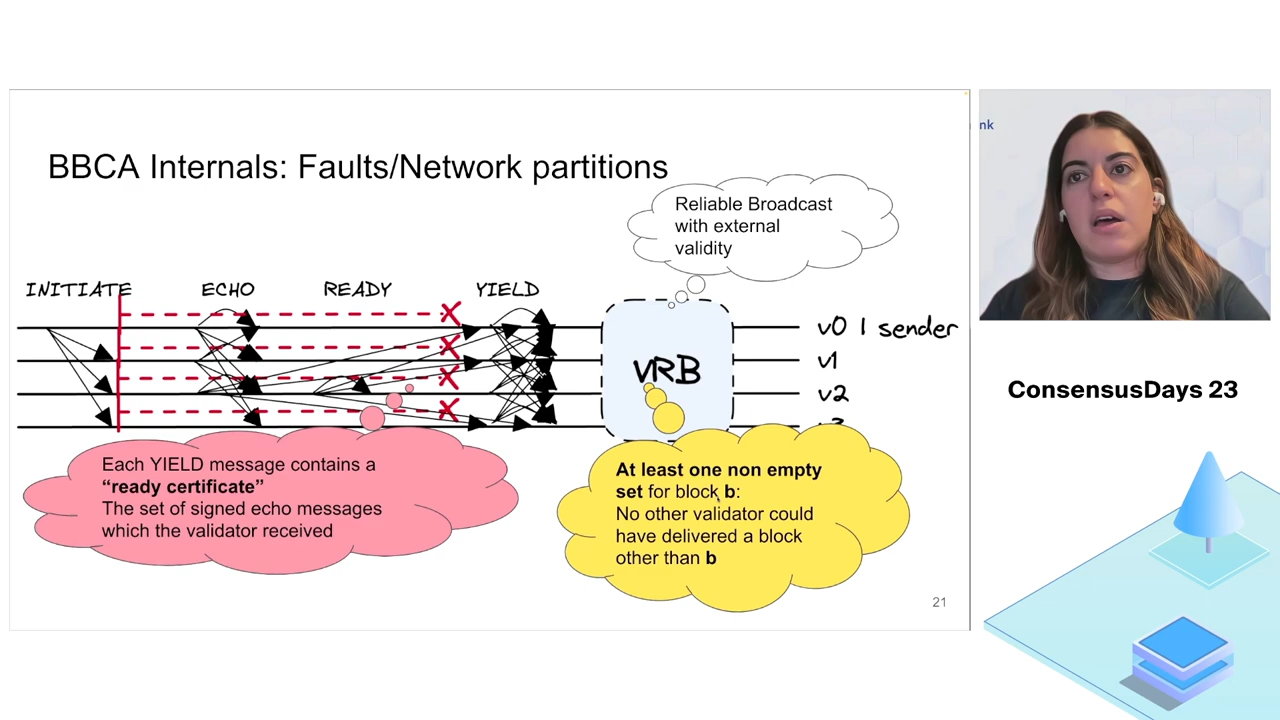 BBCA Internals: Faults/Network partitions
Reliable Broadcast
with external
validity
INITIATE
ECHO
READY
YIELD
v0 | sender
v1
v2
VRB
Each YIELD message contains a
“ready certificate”
The set of signed echo messages
which the validator received
At least one non empty
set for block b:
No other validator could
have delivered a block
other than b
21
nk
ConsensusDays 23